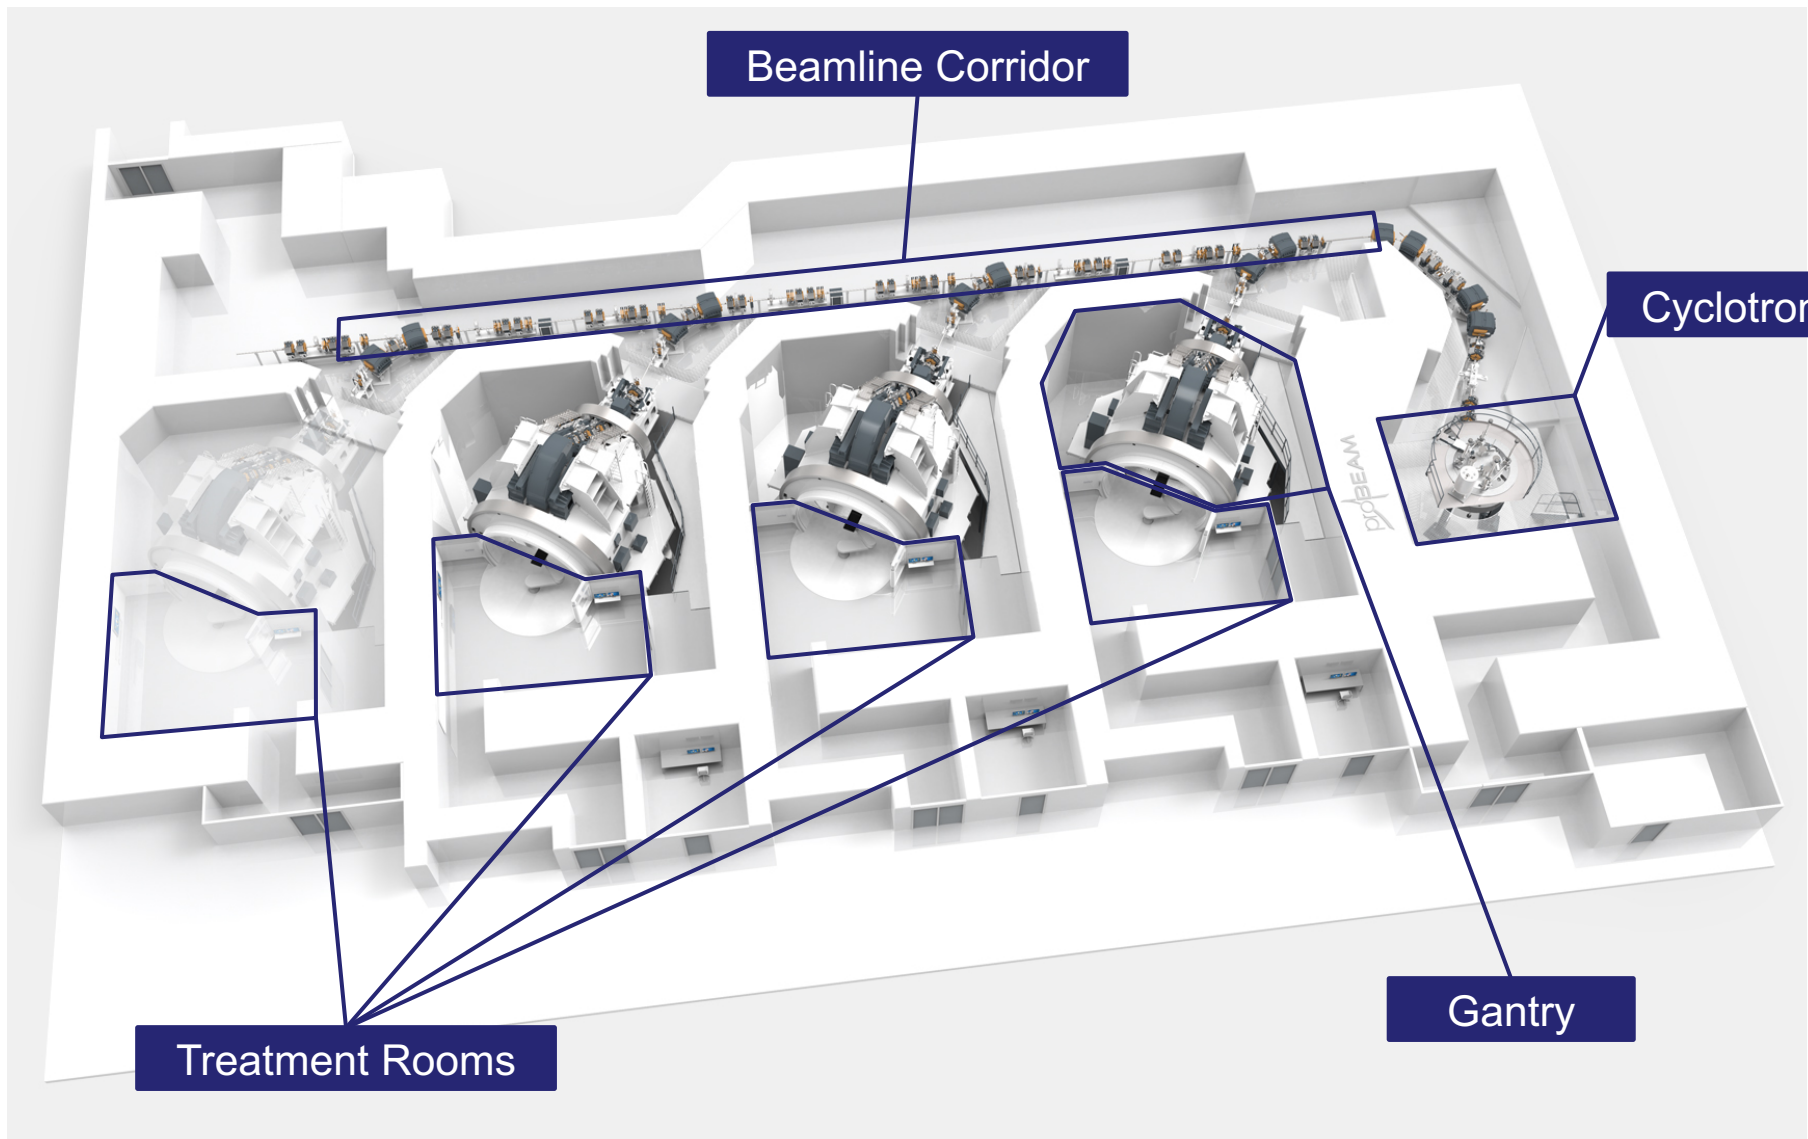 Beamline Corridor
Cyclotron
proBEAM
Gantry
Treatment Rooms